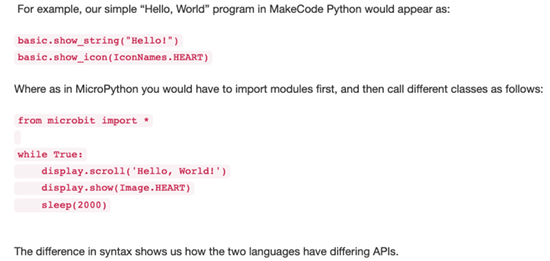 For example, our simple “Hello, World” program in MakeCode Python would appear as:
basic.show_string("Hello!")
basic.show_icon(IconNames.HEART)
Where as in MicroPython you would have to import modules first, and then call different classes as follows:
from microbit import *
while True:
    display.scroll('Hello, World!')
    display.show(Image.HEART)
    sleep(2000)
The difference in syntax shows us how the two languages have differing APIs.